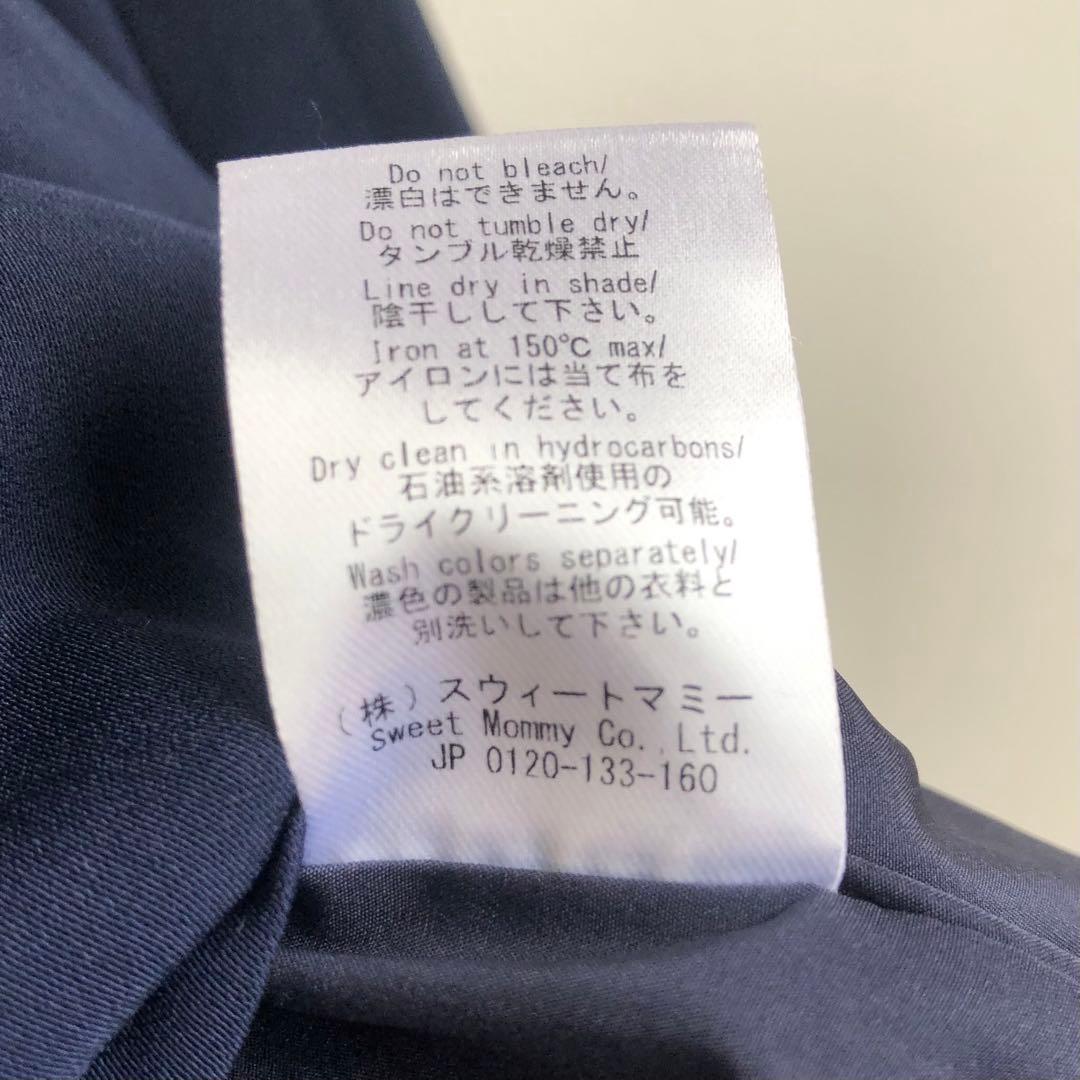 Do not bleach/
漂白はできません。
Do not tumble dry/
タンブル乾燥禁止
Line dry in shade/
陰干しして下さい。
Iron at 150℃ max/
アイロンには当て布を
してください。
Dry clean in hydrocarbons/
石油系溶剤使用の
ドライクリーニング可能。
Wash colors separately/
濃色の製品は他の衣料と
別洗いして下さい。
(株)スウィートマミー
Sweet Mommy Co., Ltd.
JP 0120-133-160